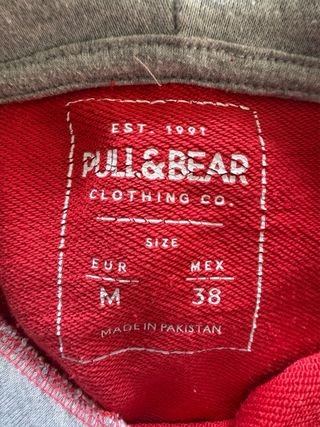 EST. 1991
PULL&BEAR
CLOTHING CO.
SIZE
EUR MEX
M 38
MADE IN PAKISTAN